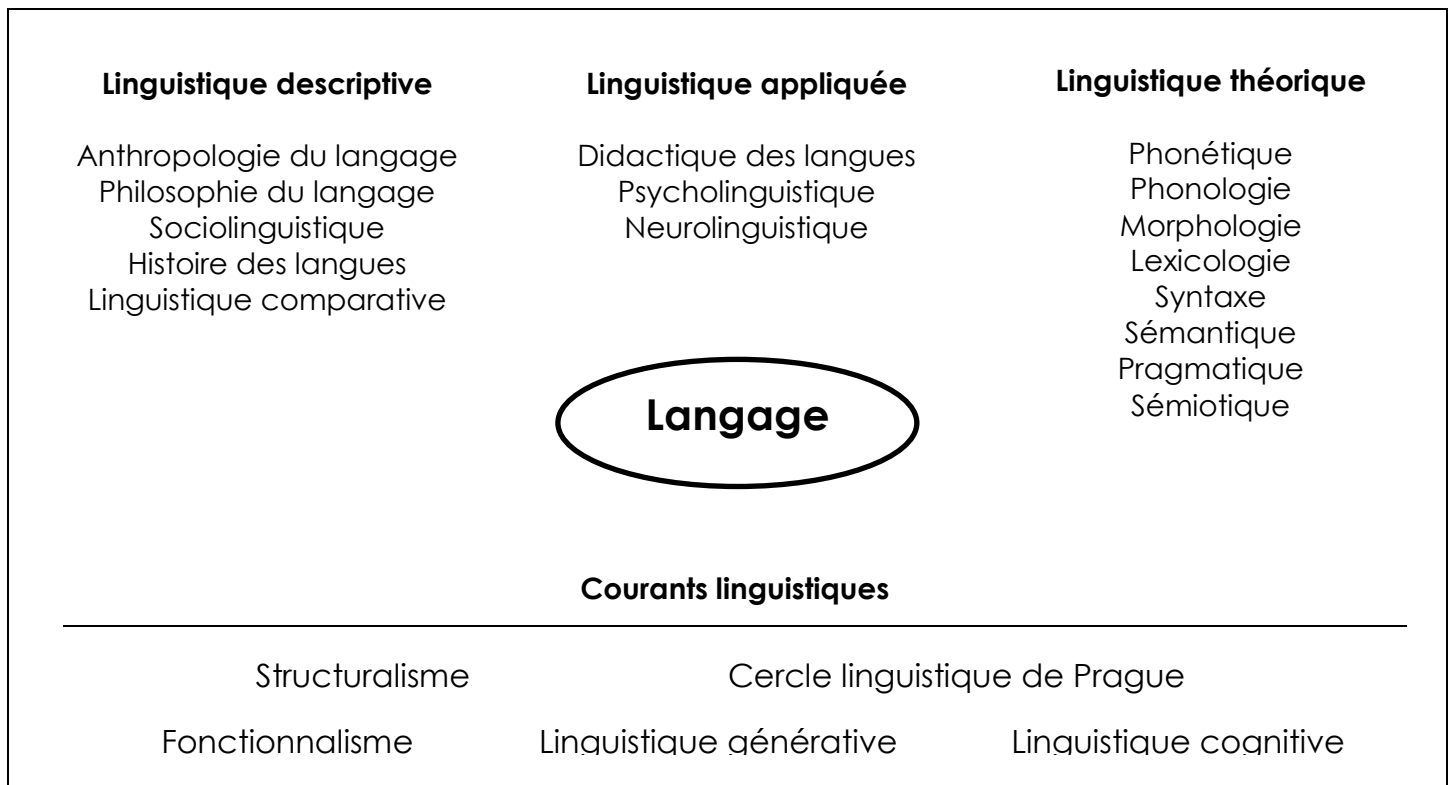 Linguistique descriptive
Anthropologie du langage
Philosophie du langage
Sociolinguistique
Histoire des langues
Linguistique comparative
Linguistique appliquée
Didactique des langues
Psycholinguistique
Neurolinguistique
Linguistique théorique
Phonétique
Phonologie
Morphologie
Lexicologie
Syntaxe
Sémantique
Pragmatique
Sémiotique
Langage
Courants linguistiques
Structuralisme Cercle linguistique de Prague
Fonctionnalisme Linguistique générative Linguistique cognitive